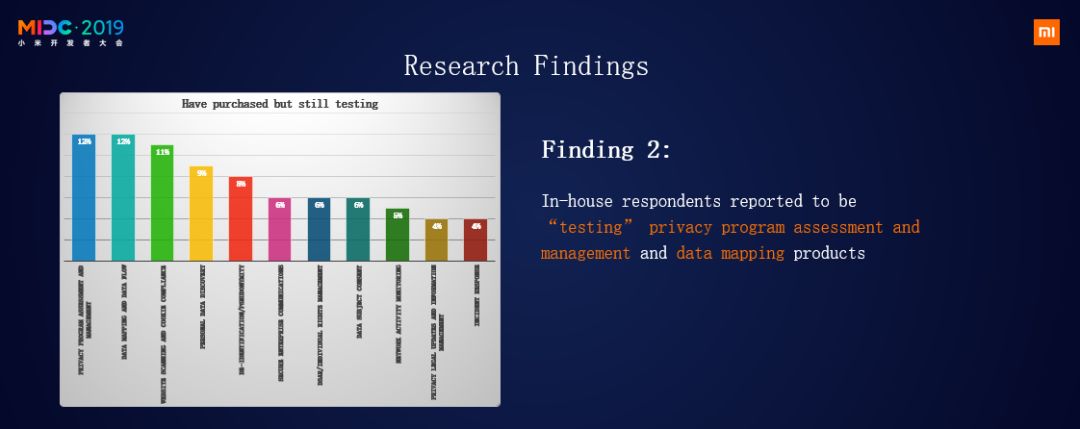 MIDC·2019
小米开发者大会
mi
Research Findings
Have purchased but still testing
12%
12%
11%
9%
8%
6%
6%
6%
5%
4%
4%
PRIVACY PROGRAM ASSESSMENT AND
MANAGEMENT
DATA MAPPING AND DATA FLOW
WEBSITE SCANNING AND COOKIE COMPLIANCE
PERSONAL DATA DISCOVERY
DE-IDENTIFICATION/PSEUDONYMITY
SECURE ENTERPRISE COMMUNICATIONS
DSAR/INDIVIDUAL RIGHTS MANAGEMENT
DATA SUBJECT CONSENT
NETWORK ACTIVITY MONITORING
PRIVACY LEGAL UPDATES AND INFORMATION
MANAGEMENT
INCIDENT RESPONSE
Finding 2:
In-house respondents reported to be
“testing” privacy program assessment and
management and data mapping products